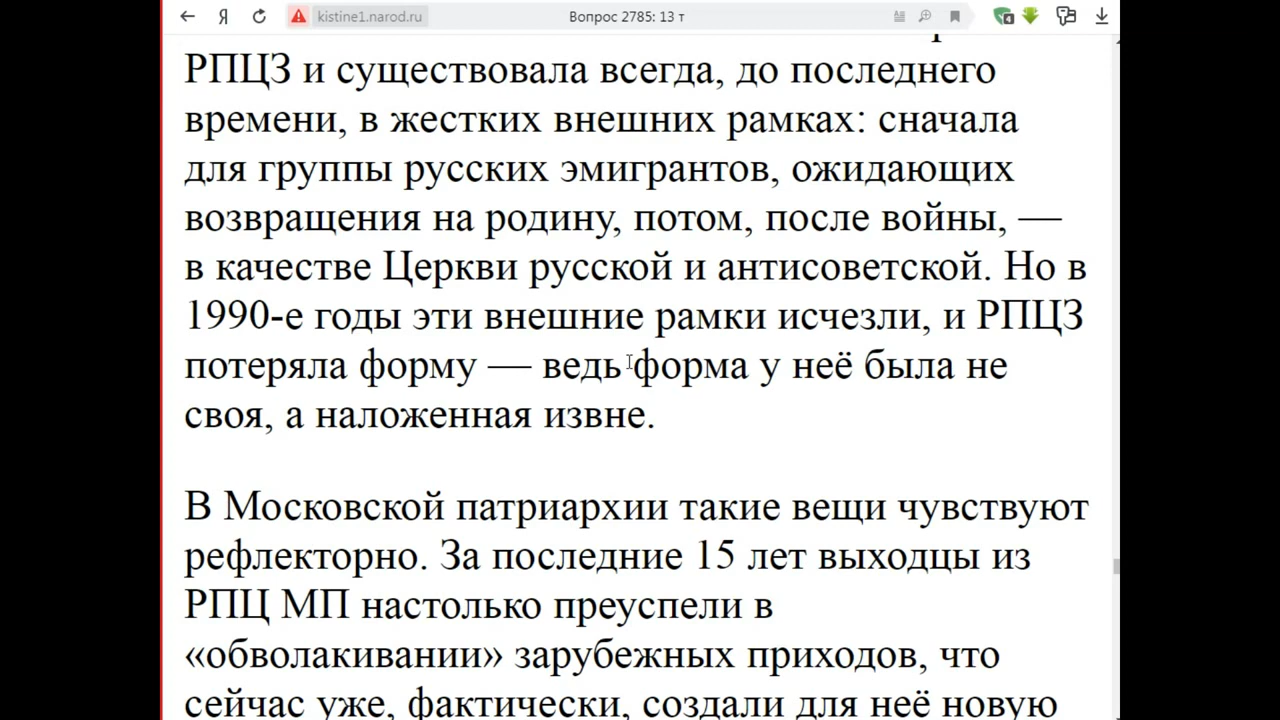 Я kistine1.narod.ru Вопрос 2785: 13 т 4
РПЦЗ и существовала всегда, до последнего
времени, в жестких внешних рамках: сначала
для группы русских эмигрантов, ожидающих
возвращения на родину, потом, после войны, —
в качестве Церкви русской и антисоветской. Но в
1990-е годы эти внешние рамки исчезли, и РПЦЗ
потеряла форму — ведь форма у неё была не
своя, а наложенная извне.
В Московской патриархии такие вещи чувствуют
рефлекторно. За последние 15 лет выходцы из
РПЦ МП настолько преуспели в
«обволакивании» зарубежных приходов, что
сейчас уже, фактически, создали для неё новую